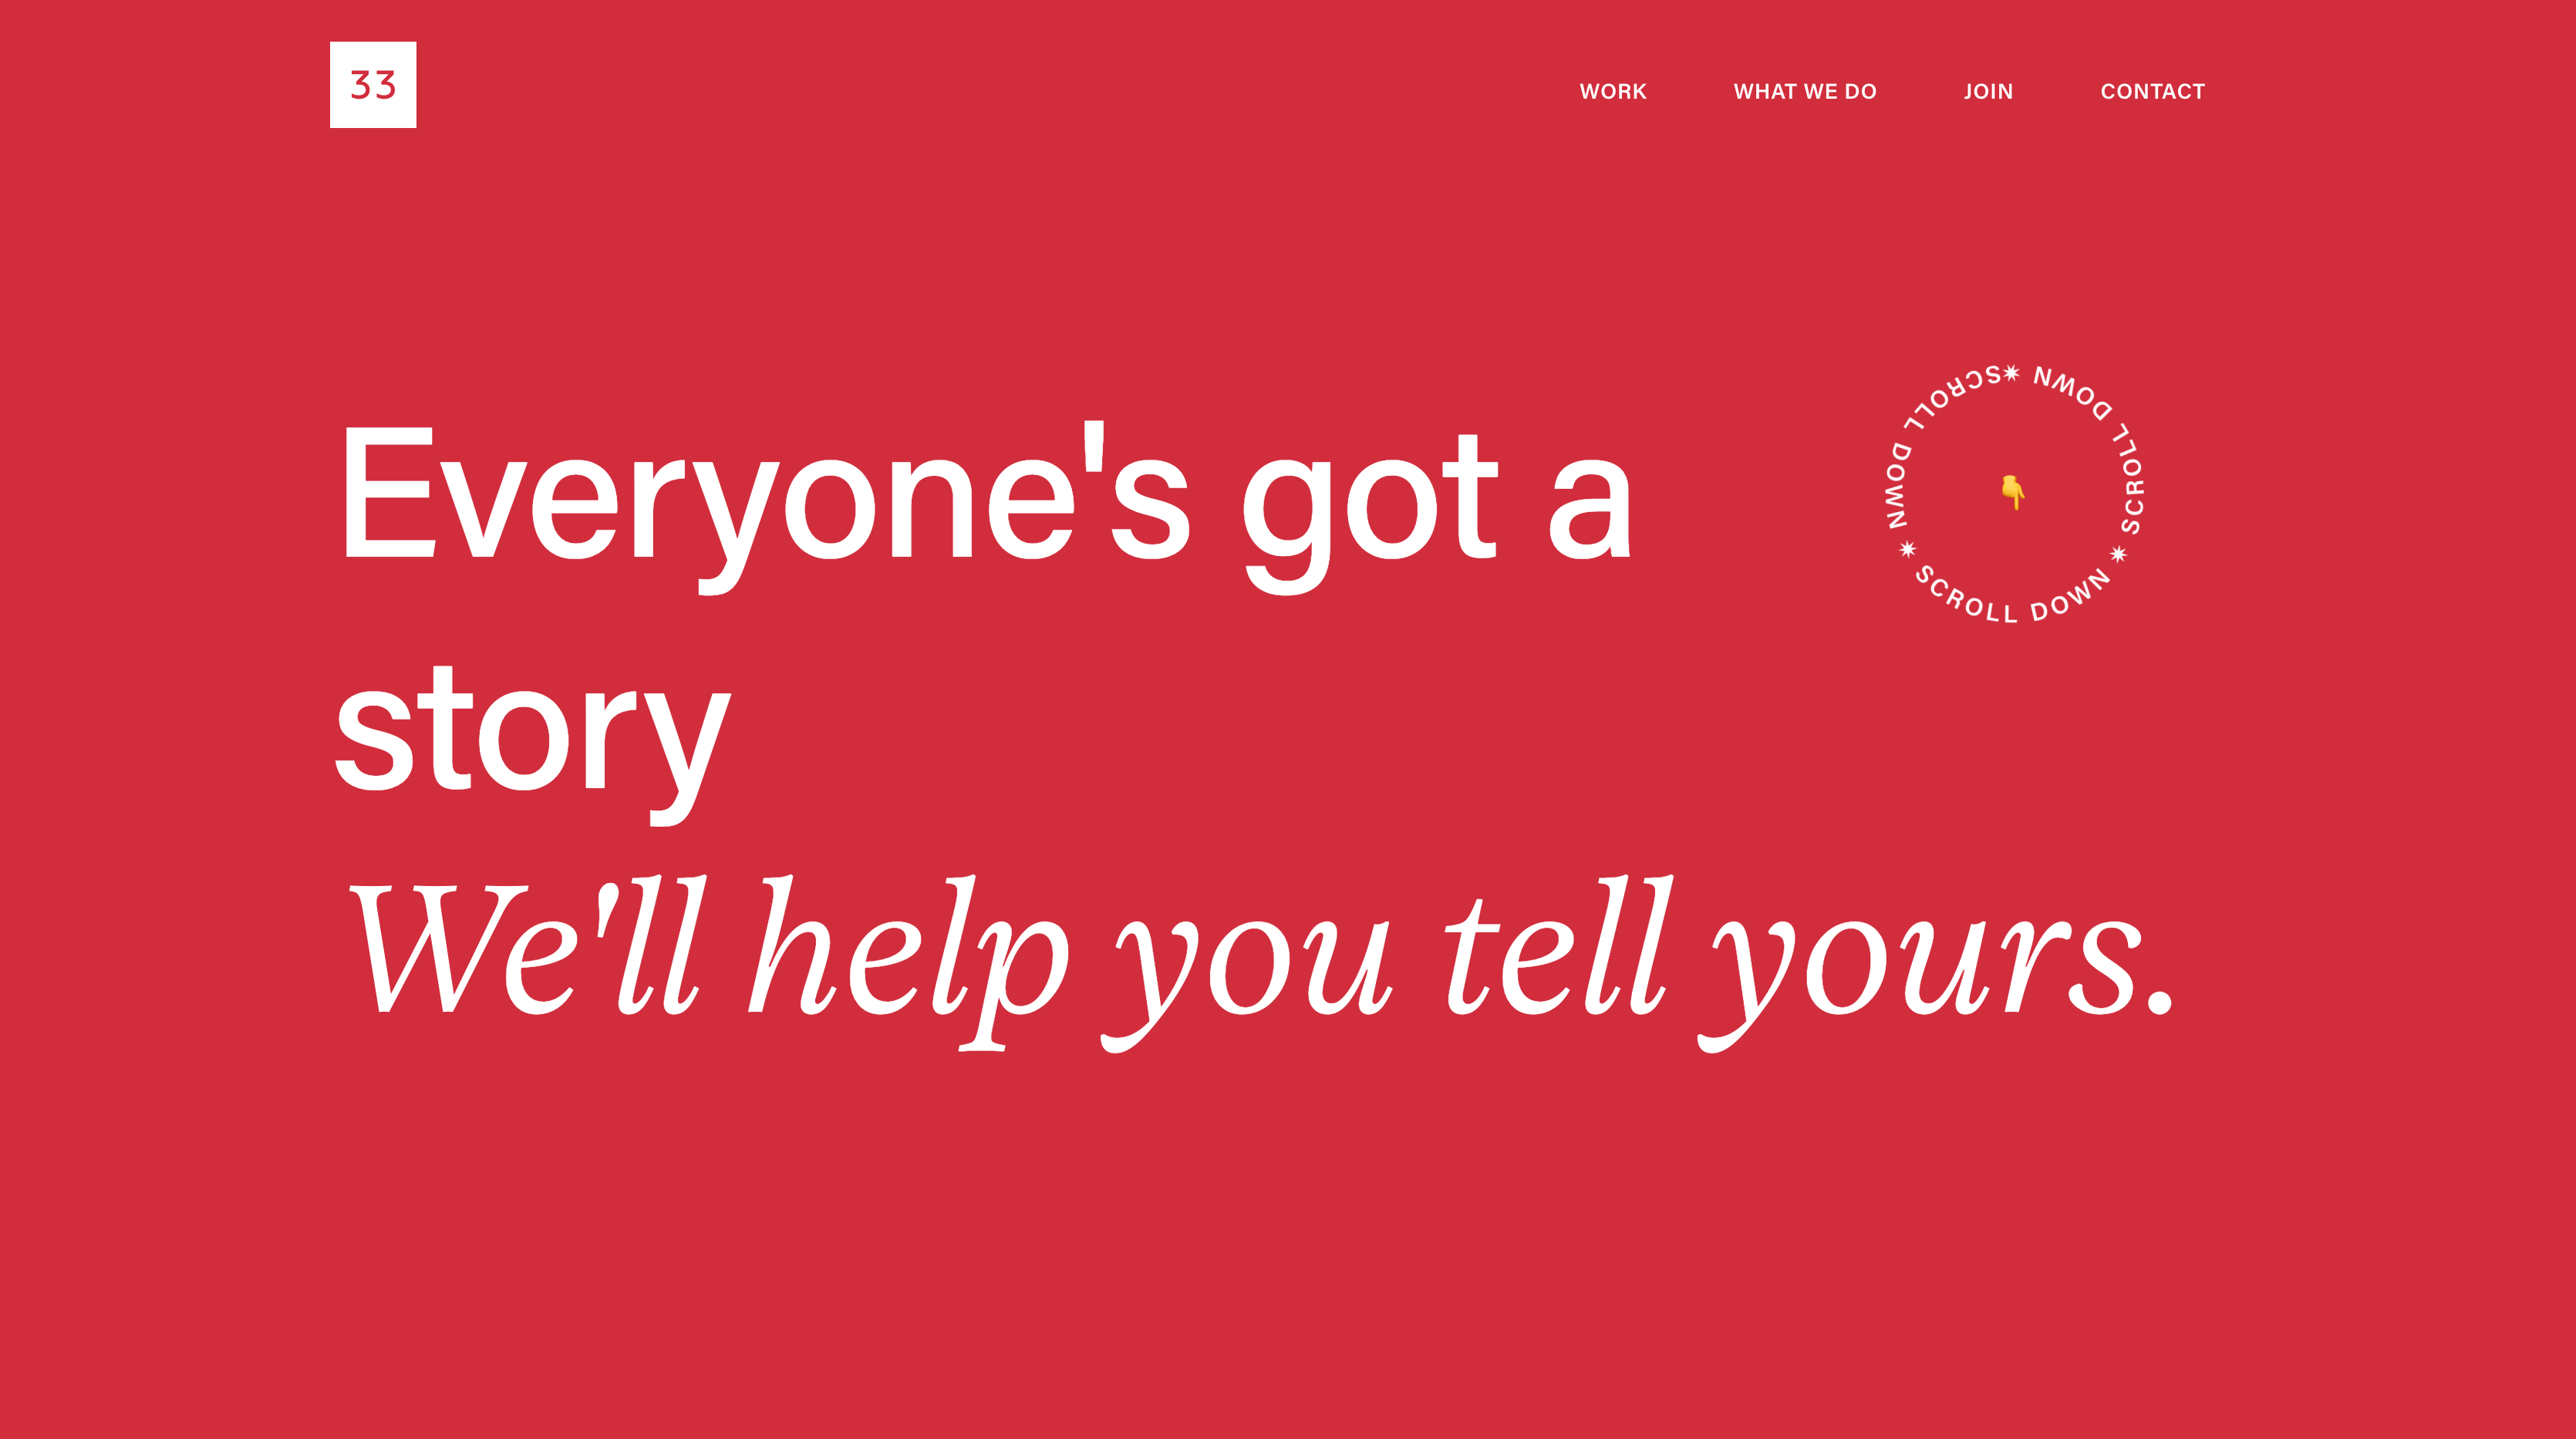 33
WORK
WHAT WE DO
JOIN
CONTACT
Everyone's got a
story
We'll help you tell yours.
SCROLL DOWN ✷ SCROLL DOWN ✷ SCROLL DOWN ✷